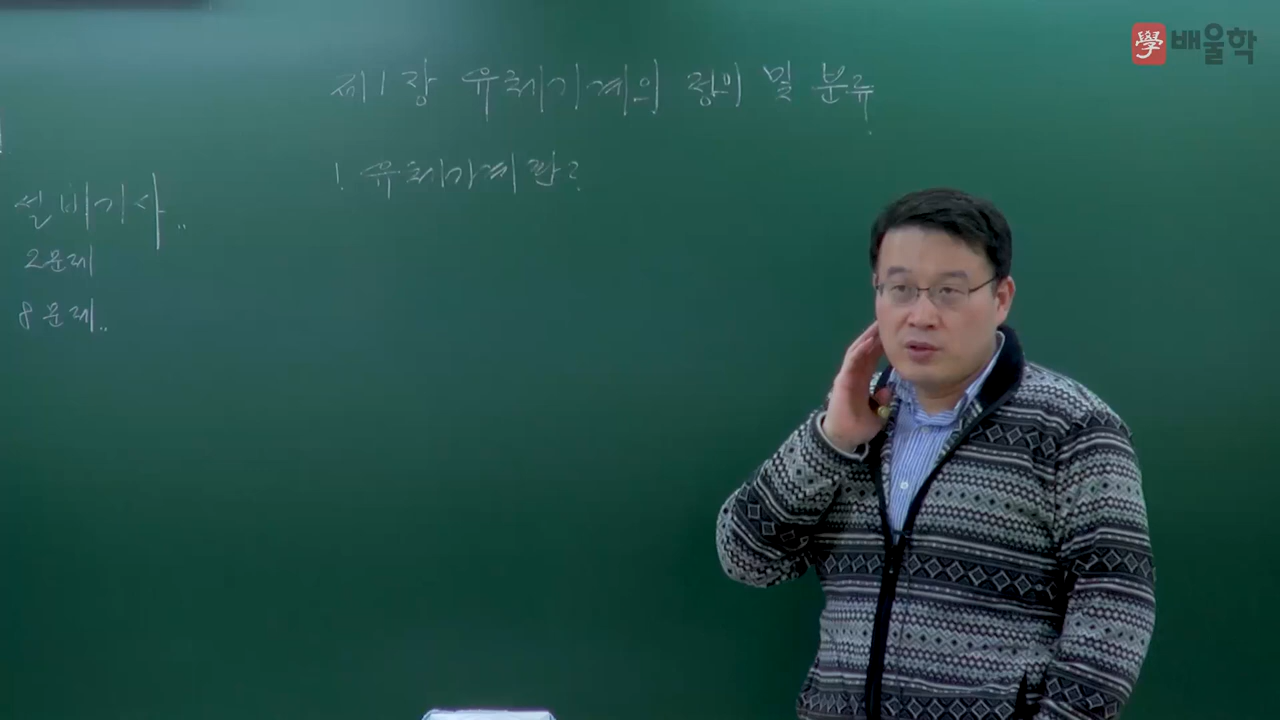 學 배울학
제1장 유체기계의 정의 및 분류.
1. 유체기계란?
설비기사..
2문제
8문제..